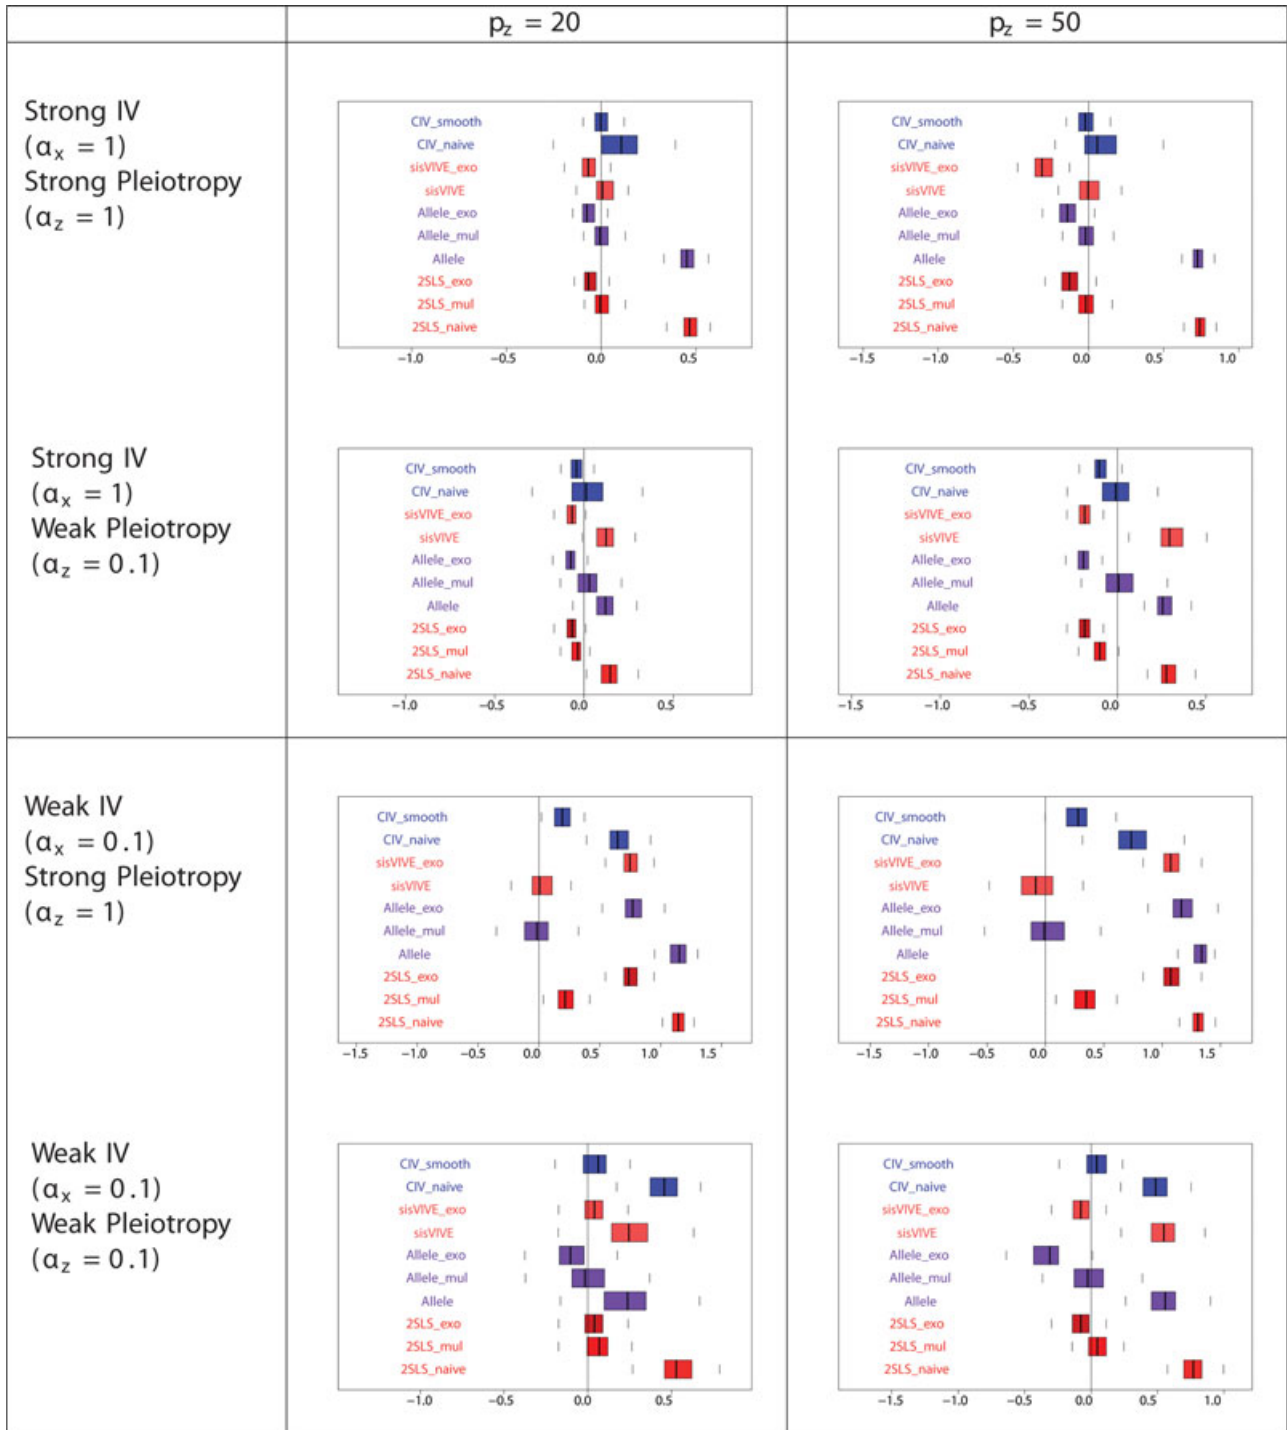 p_z = 20
p_z = 50
Strong IV
(α_x = 1)
Strong Pleiotropy
(α_z = 1)
CIV_smooth
CIV_naive
sisVIVE_exo
sisVIVE
Allele_exo
Allele_mul
Allele
2SLS_exo
2SLS_mul
2SLS_naive
−1.0 −0.5 0.0 0.5
CIV_smooth
CIV_naive
sisVIVE_exo
sisVIVE
Allele_exo
Allele_mul
Allele
2SLS_exo
2SLS_mul
2SLS_naive
−1.5 −1.0 −0.5 0.0 0.5 1.0
Strong IV
(α_x = 1)
Weak Pleiotropy
(α_z = 0.1)
CIV_smooth
CIV_naive
sisVIVE_exo
sisVIVE
Allele_exo
Allele_mul
Allele
2SLS_exo
2SLS_mul
2SLS_naive
−1.0 −0.5 0.0 0.5
CIV_smooth
CIV_naive
sisVIVE_exo
sisVIVE
Allele_exo
Allele_mul
Allele
2SLS_exo
2SLS_mul
2SLS_naive
−1.5 −1.0 −0.5 0.0 0.5
Weak IV
(α_x = 0.1)
Strong Pleiotropy
(α_z = 1)
CIV_smooth
CIV_naive
sisVIVE_exo
sisVIVE
Allele_exo
Allele_mul
Allele
2SLS_exo
2SLS_mul
2SLS_naive
−1.5 −1.0 −0.5 0.0 0.5 1.0 1.5
CIV_smooth
CIV_naive
sisVIVE_exo
sisVIVE
Allele_exo
Allele_mul
Allele
2SLS_exo
2SLS_mul
2SLS_naive
−1.5 −1.0 −0.5 0.0 0.5 1.0 1.5
Weak IV
(α_x = 0.1)
Weak Pleiotropy
(α_z = 0.1)
CIV_smooth
CIV_naive
sisVIVE_exo
sisVIVE
Allele_exo
Allele_mul
Allele
2SLS_exo
2SLS_mul
2SLS_naive
−1.0 −0.5 0.0 0.5
CIV_smooth
CIV_naive
sisVIVE_exo
sisVIVE
Allele_exo
Allele_mul
Allele
2SLS_exo
2SLS_mul
2SLS_naive
−1.5 −1.0 −0.5 0.0 0.5 1.0